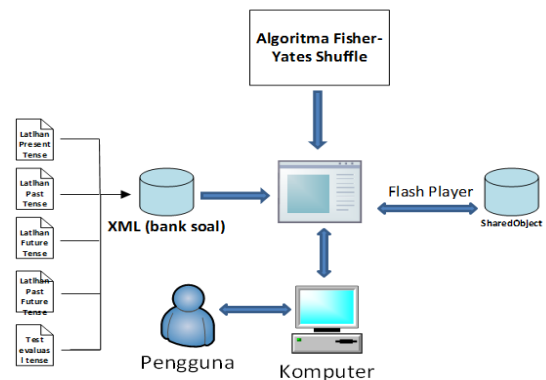 Algoritma Fisher-
Yates Shuffle
Latihan
Present
Tense
Latihan
Past
Tense
Latihan
Future
Tense
Latihan
Past
Future
Tense
Test
evaluas
i tense
XML (bank soal)
Flash Player
SharedObject
Pengguna
Komputer